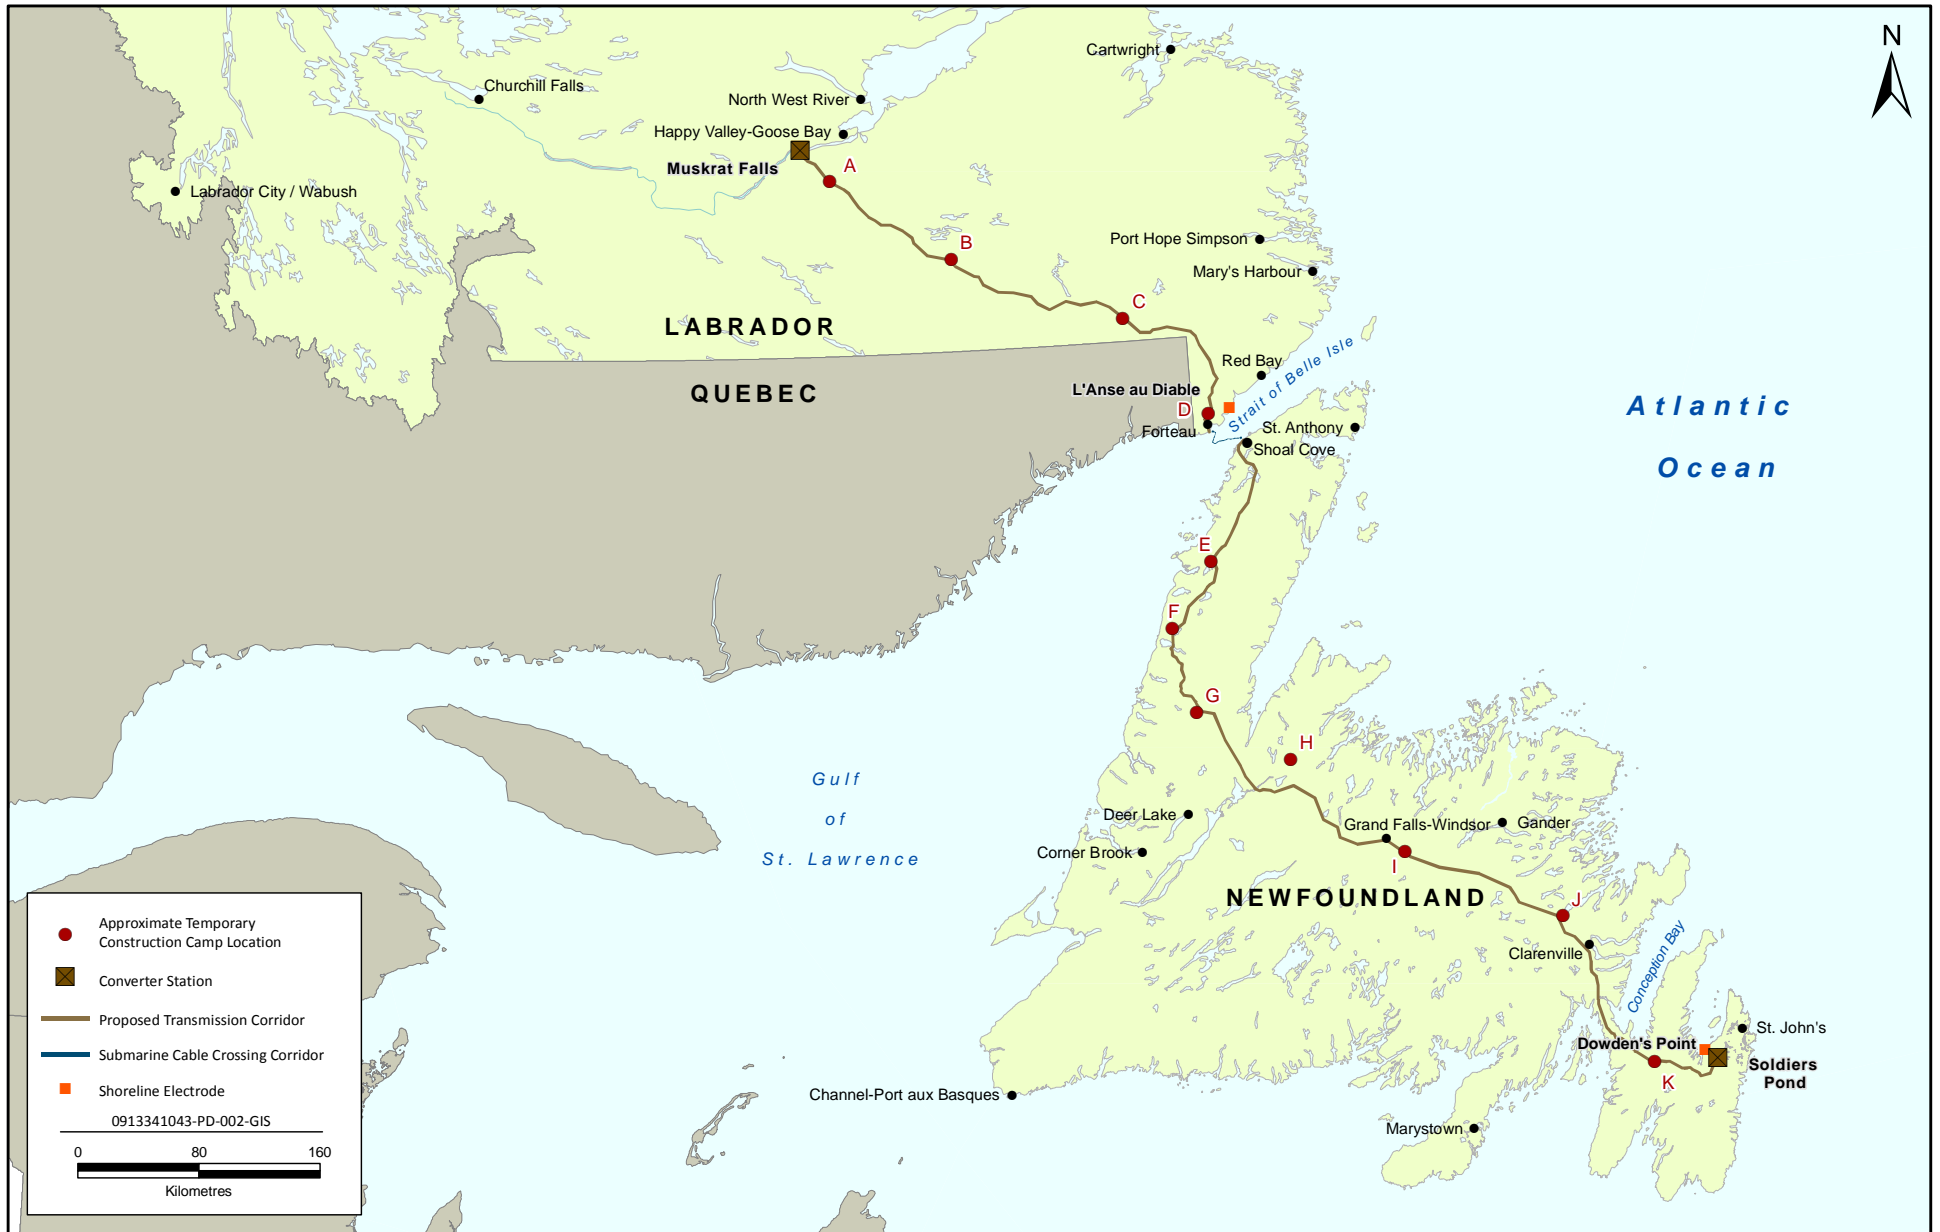 N
Cartwright
Churchill Falls
North West River
Happy Valley-Goose Bay
Muskrat Falls
A
Labrador City / Wabush
B
Port Hope Simpson
Mary's Harbour
C
LABRADOR
QUEBEC
Red Bay
Strait of Belle Isle
L'Anse au Diable
D
Forteau
St. Anthony
Shoal Cove
Atlantic
Ocean
E
F
G
H
Gulf
of
St. Lawrence
Deer Lake
Corner Brook
Grand Falls-Windsor
Gander
I
NEWFOUNDLAND
J
Clarenville
Conception Bay
St. John's
Dowden's Point
Soldiers
Pond
K
Channel-Port aux Basques
Marystown
Approximate Temporary
Construction Camp Location
Converter Station
Proposed Transmission Corridor
Submarine Cable Crossing Corridor
Shoreline Electrode
0913341043-PD-002-GIS
0 80 160
Kilometres